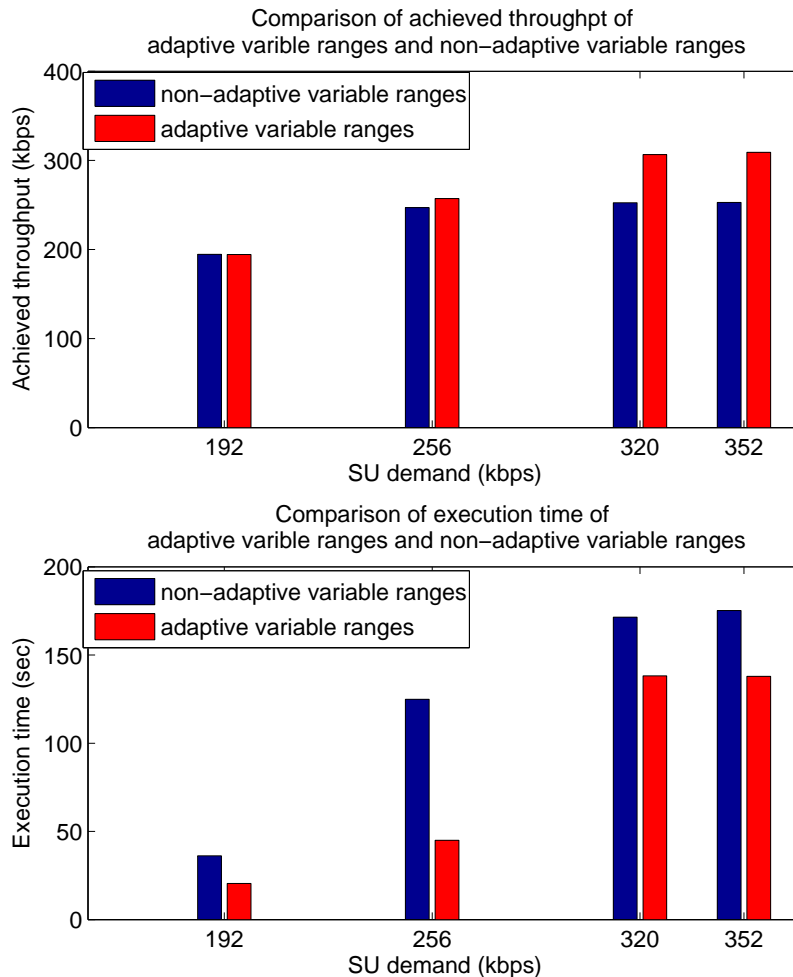 Comparison of achieved throughpt of
adaptive varible ranges and non−adaptive variable ranges
400
300
200
100
0
Achieved throughput (kbps)
non−adaptive variable ranges
adaptive variable ranges
192 256 320 352
SU demand (kbps)
Comparison of execution time of
adaptive varible ranges and non−adaptive variable ranges
200
150
100
50
0
Execution time (sec)
non−adaptive variable ranges
adaptive variable ranges
192 256 320 352
SU demand (kbps)